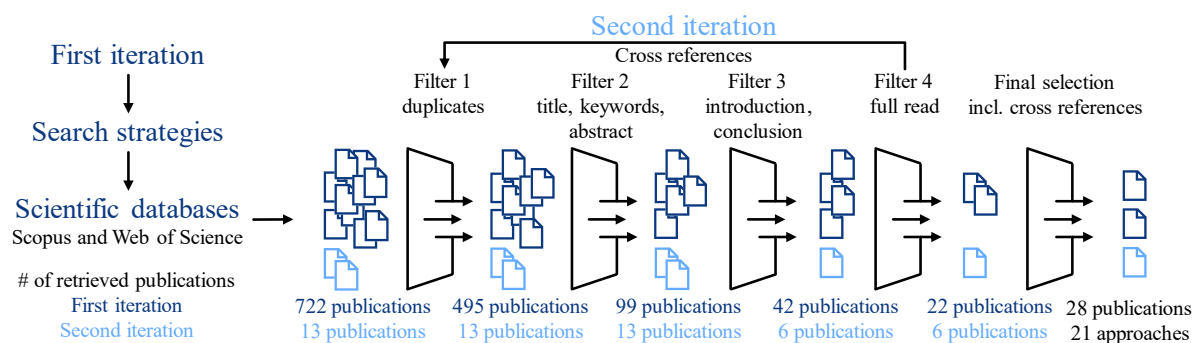 Second iteration
Cross references
First iteration
Search strategies
Scientific databases
Scopus and Web of Science
# of retrieved publications
First iteration
Second iteration
Filter 1
duplicates
Filter 2
title, keywords,
abstract
Filter 3
introduction,
conclusion
Filter 4
full read
Final selection
incl. cross references
722 publications
13 publications
495 publications
13 publications
99 publications
13 publications
42 publications
6 publications
22 publications
6 publications
28 publications
21 approaches